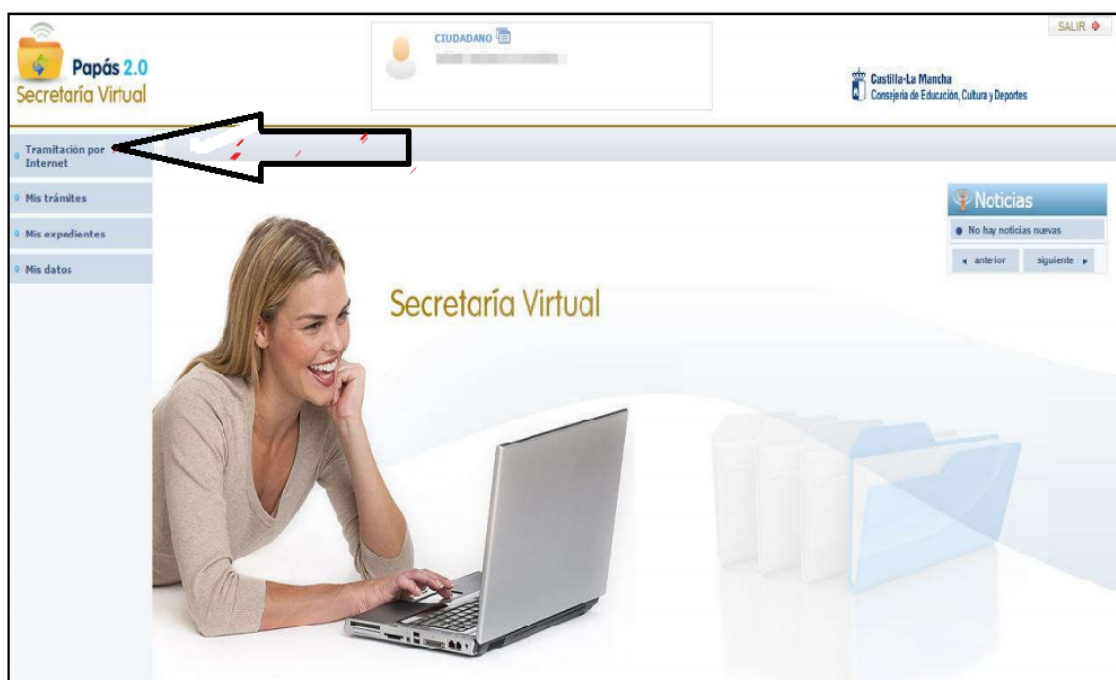 SALIR
Papás 2.0
Secretaría Virtual
CIUDADANO
Castilla-La Mancha
Consejería de Educación, Cultura y Deportes
Tramitación por
Internet
Mis trámites
Mis expedientes
Mis datos
Noticias
No hay noticias nuevas
anterior
siguiente
Secretaría Virtual